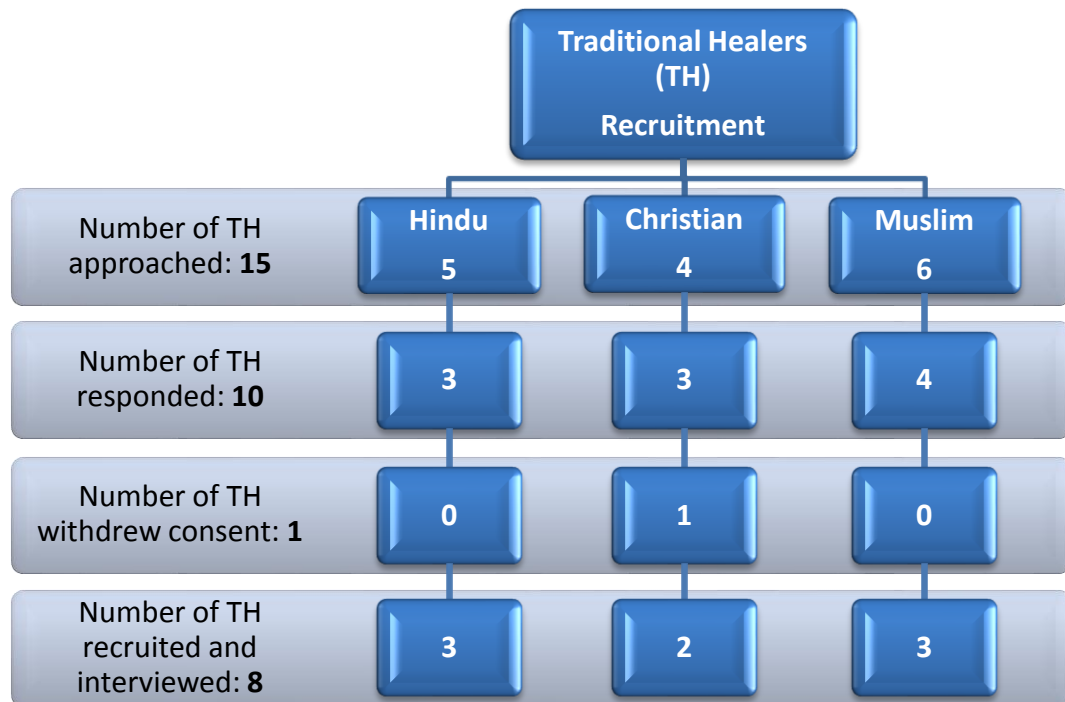 Traditional Healers
(TH)
Recruitment
Number of TH
approached: 15
Hindu
5
Christian
4
Muslim
6
Number of TH
responded: 10
3
3
4
Number of TH
withdrew consent: 1
0
1
0
Number of TH
recruited and
interviewed: 8
3
2
3